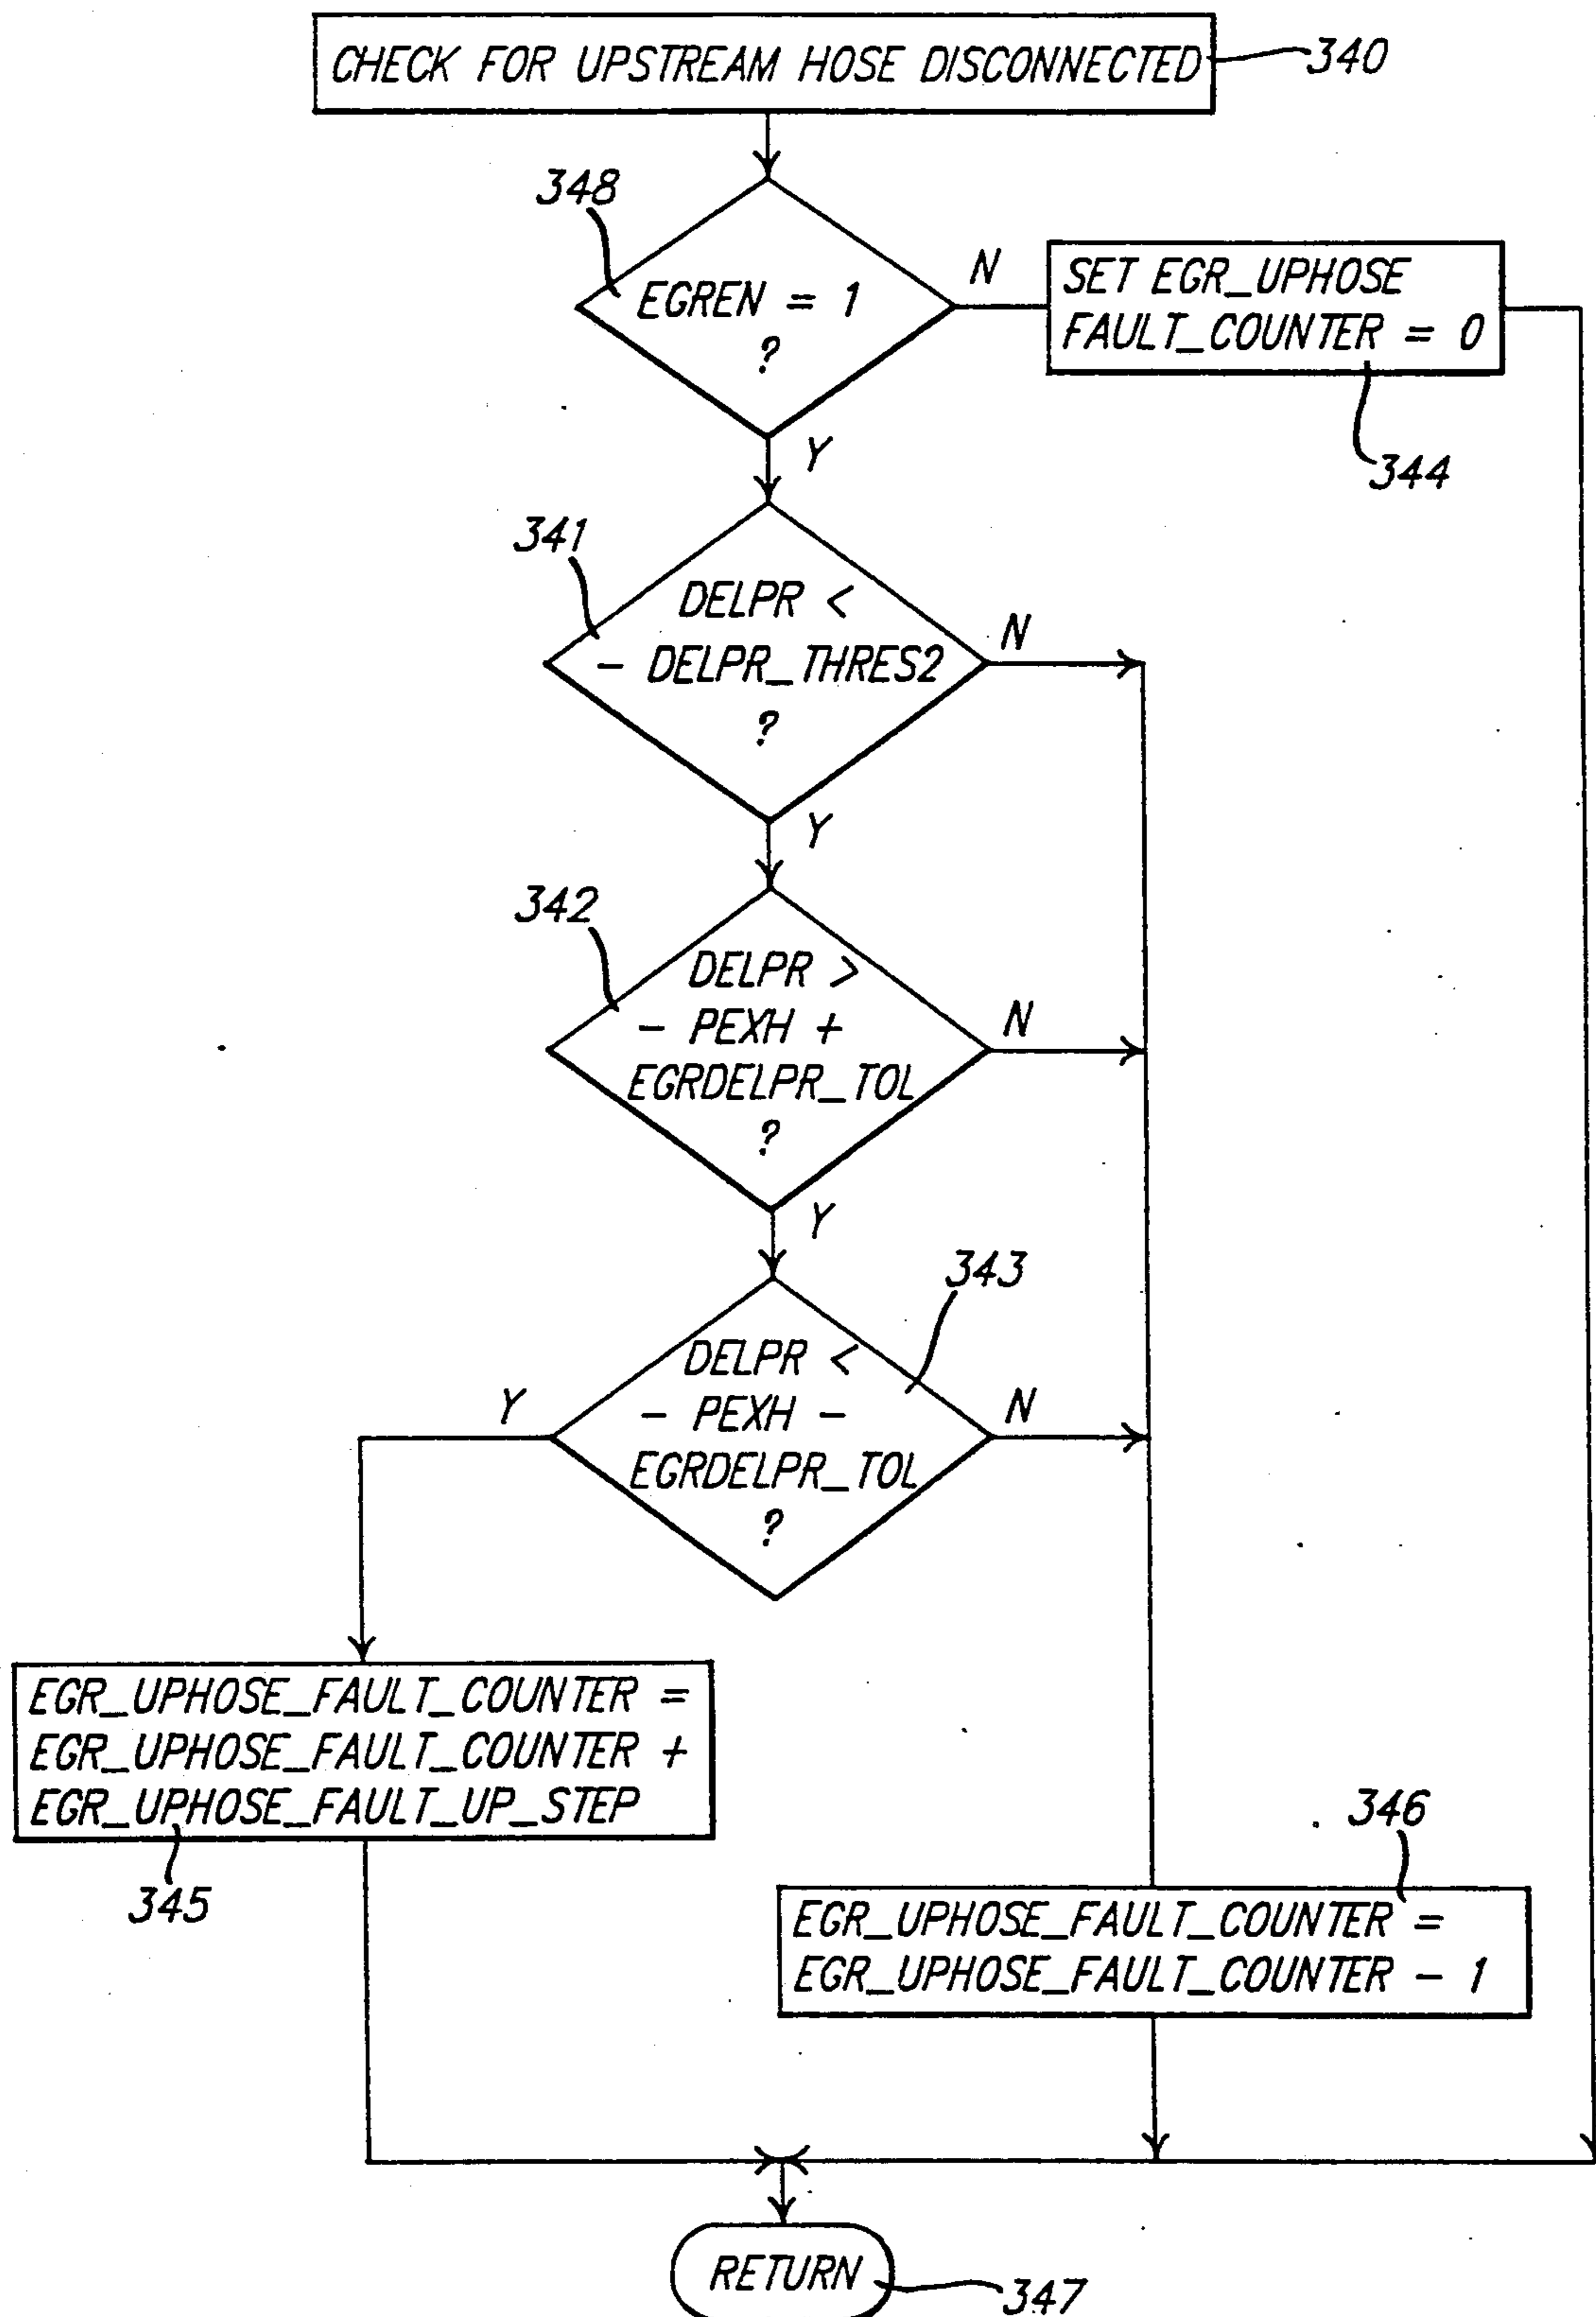 CHECK FOR UPSTREAM HOSE DISCONNECTED
340
348
EGREN = 1
?
N
SET EGR_UPHOSE
FAULT_COUNTER = 0
344
Y
341
DELPR <
- DELPR_THRES2
?
N
Y
342
DELPR >
- PEXH +
EGRDELPR_TOL
?
N
Y
343
DELPR <
- PEXH -
EGRDELPR_TOL
?
Y
N
EGR_UPHOSE_FAULT_COUNTER =
EGR_UPHOSE_FAULT_COUNTER +
EGR_UPHOSE_FAULT_UP_STEP
345
346
EGR_UPHOSE_FAULT_COUNTER =
EGR_UPHOSE_FAULT_COUNTER - 1
RETURN
347